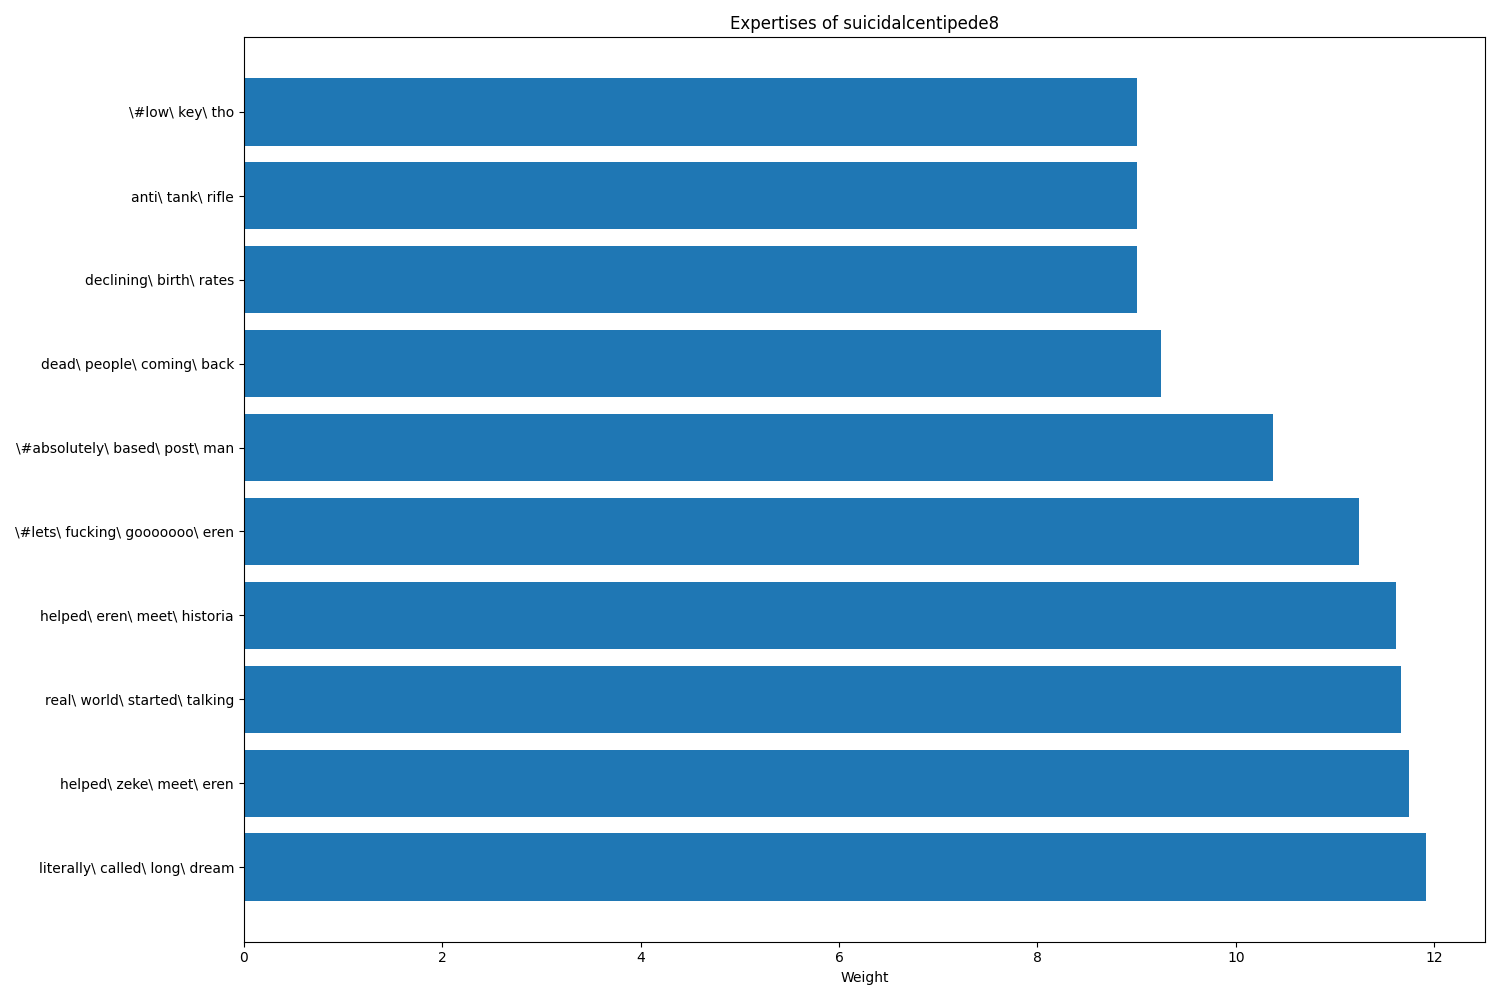 Expertises of suicidalcentipede8
\#low\ key\ tho
anti\ tank\ rifle
declining\ birth\ rates
dead\ people\ coming\ back
\#absolutely\ based\ post\ man
\#lets\ fucking\ gooooooo\ eren
helped\ eren\ meet\ historia
real\ world\ started\ talking
helped\ zeke\ meet\ eren
literally\ called\ long\ dream
0 2 4 6 8 10 12
Weight